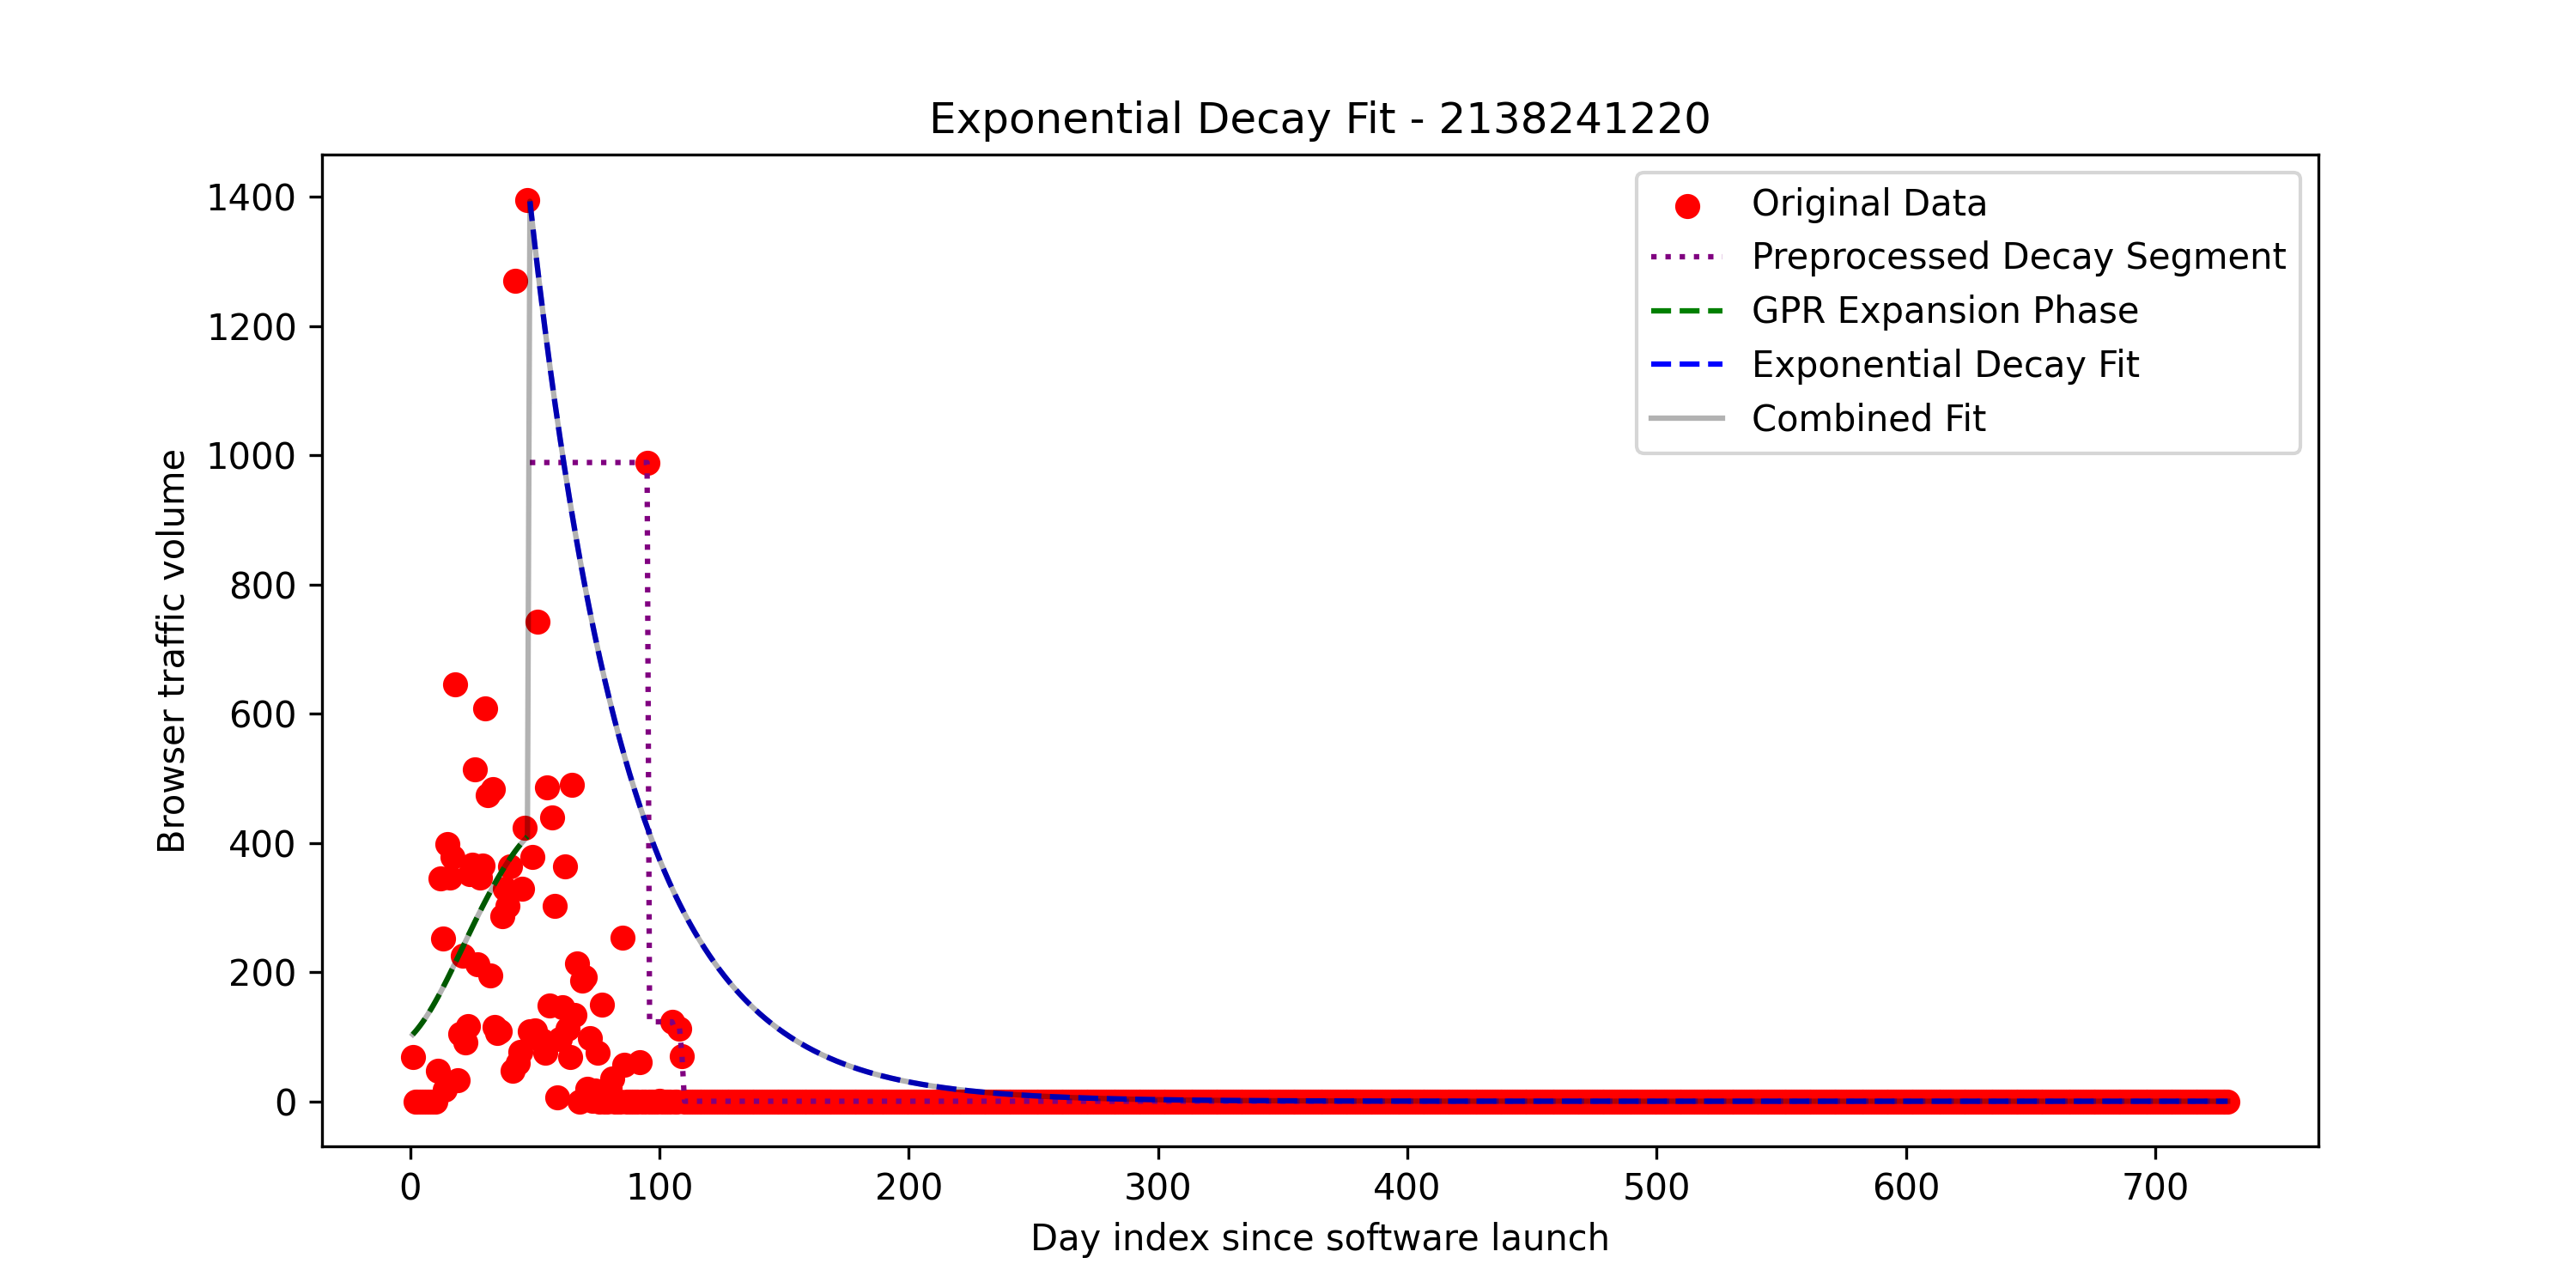 Exponential Decay Fit - 2138241220
Original Data
Preprocessed Decay Segment
GPR Expansion Phase
Exponential Decay Fit
Combined Fit
Browser traffic volume
1400
1200
1000
800
600
400
200
0
0 100 200 300 400 500 600 700
Day index since software launch